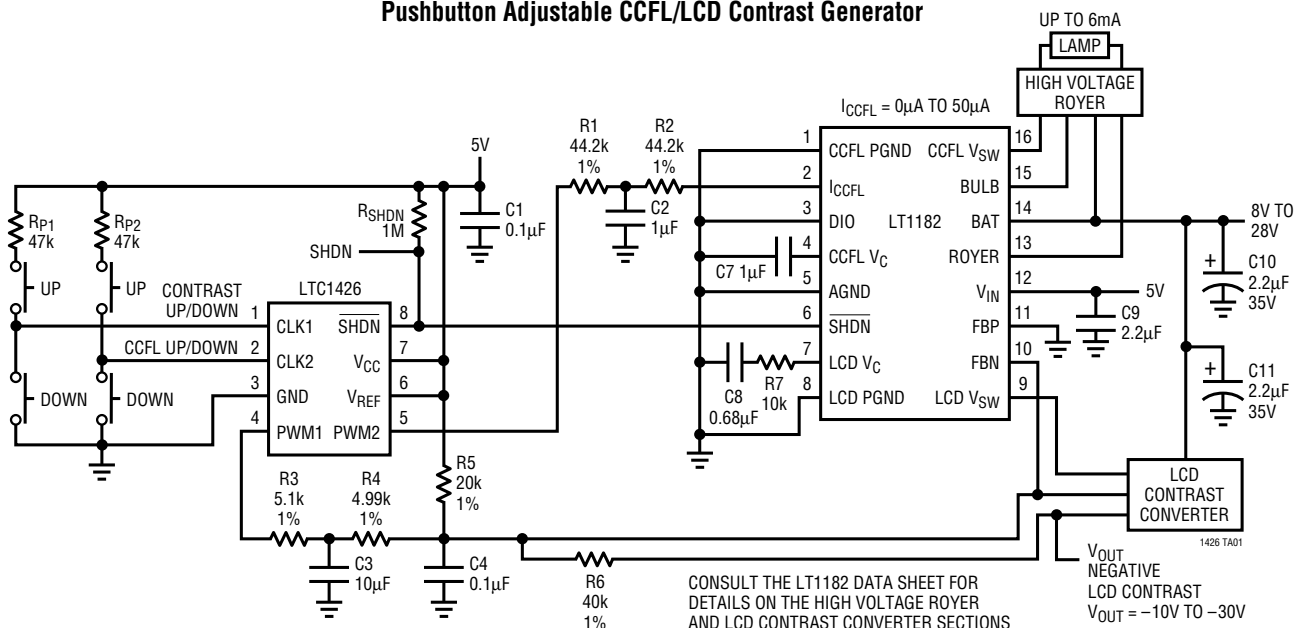 Pushbutton Adjustable CCFL/LCD Contrast Generator
UP TO 6mA
LAMP
HIGH VOLTAGE
ROYER
ICCFL = 0µA TO 50µA
5V
R1
44.2k
1%
R2
44.2k
1%
C2
1µF
RP1
47k
RP2
47k
RSHDN
1M
C1
0.1µF
SHDN
UP
UP
DOWN
DOWN
CONTRAST
UP/DOWN
CCFL UP/DOWN
LTC1426
1 CLK1
2 CLK2
3 GND
4 PWM1
SHDN 8
VCC 7
VREF 6
PWM2 5
LT1182
1 CCFL PGND
2 ICCFL
3 DIO
4 CCFL VC
5 AGND
6 SHDN
7 LCD VC
8 LCD PGND
CCFL VSW 16
BULB 15
BAT 14
ROYER 13
VIN 12
FBP 11
FBN 10
LCD VSW 9
C7 1µF
C8
0.68µF
R7
10k
8V TO
28V
+
C10
2.2µF
35V
5V
C9
2.2µF
+
C11
2.2µF
35V
LCD
CONTRAST
CONVERTER
1426 TA01
R3
5.1k
1%
R4
4.99k
1%
R5
20k
1%
C3
10µF
C4
0.1µF
R6
40k
1%
CONSULT THE LT1182 DATA SHEET FOR
DETAILS ON THE HIGH VOLTAGE ROYER
AND LCD CONTRAST CONVERTER SECTIONS
VOUT
NEGATIVE
LCD CONTRAST
VOUT = –10V TO –30V